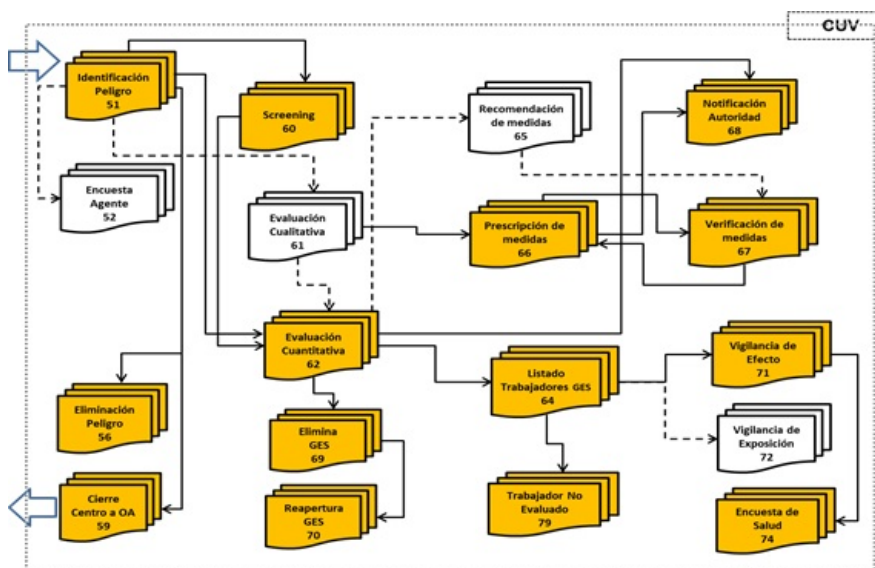 CUV
Identificación
Peligro
51
Screening
60
Recomendación
de medidas
65
Notificación
Autoridad
68
Encuesta
Agente
52
Evaluación
Cualitativa
61
Prescripción de
medidas
66
Verificación de
medidas
67
Evaluación
Cuantitativa
62
Listado
Trabajadores GES
64
Vigilancia de
Efecto
71
Eliminación
Peligro
56
Elimina
GES
69
Vigilancia de
Exposición
72
Cierre
Centro a OA
59
Reapertura
GES
70
Trabajador No
Evaluado
79
Encuesta de
Salud
74